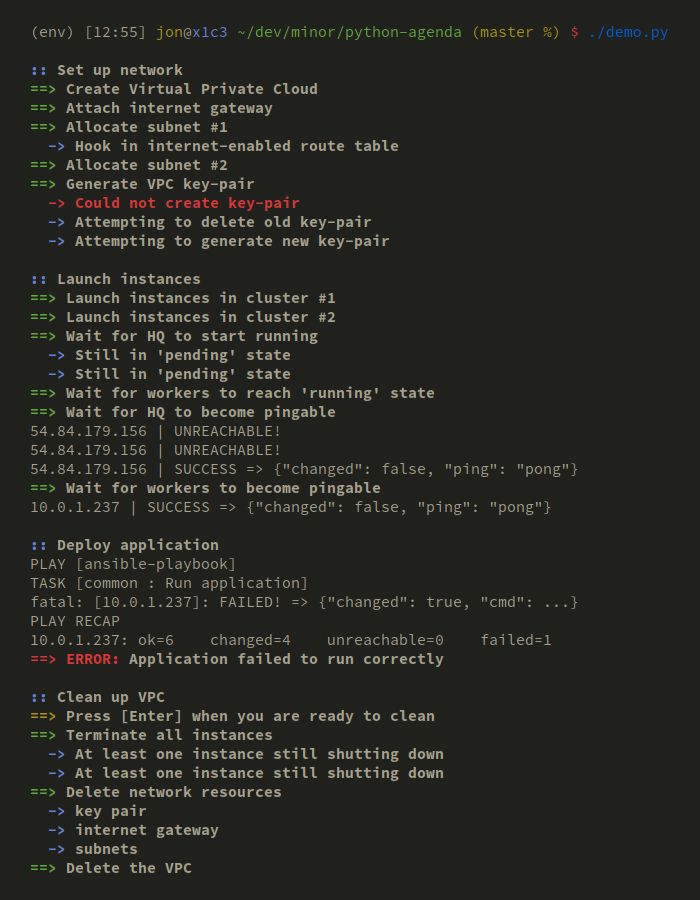 (env) [12:55] jon@x1c3 ~/dev/minor/python-agenda (master %) $ ./demo.py
:: Set up network
==> Create Virtual Private Cloud
==> Attach internet gateway
==> Allocate subnet #1
-> Hook in internet-enabled route table
==> Allocate subnet #2
==> Generate VPC key-pair
-> Could not create key-pair
-> Attempting to delete old key-pair
-> Attempting to generate new key-pair
:: Launch instances
==> Launch instances in cluster #1
==> Launch instances in cluster #2
==> Wait for HQ to start running
-> Still in 'pending' state
-> Still in 'pending' state
==> Wait for workers to reach 'running' state
==> Wait for HQ to become pingable
54.84.179.156 | UNREACHABLE!
54.84.179.156 | UNREACHABLE!
54.84.179.156 | SUCCESS => {"changed": false, "ping": "pong"}
==> Wait for workers to become pingable
10.0.1.237 | SUCCESS => {"changed": false, "ping": "pong"}
:: Deploy application
PLAY [ansible-playbook]
TASK [common : Run application]
fatal: [10.0.1.237]: FAILED! => {"changed": true, "cmd": ...}
PLAY RECAP
10.0.1.237: ok=6    changed=4    unreachable=0    failed=1
==> ERROR: Application failed to run correctly
:: Clean up VPC
==> Press [Enter] when you are ready to clean
==> Terminate all instances
-> At least one instance still shutting down
-> At least one instance still shutting down
==> Delete network resources
-> key pair
-> internet gateway
-> subnets
==> Delete the VPC